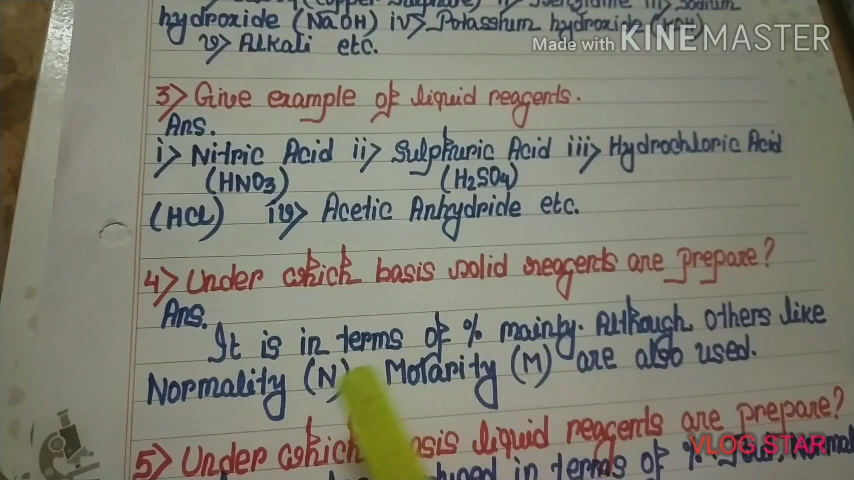 hydroxide (NaOH) iv> Potassium hydroxide (KOH)
v> Alkali etc.
Made with KINEMASTER
3> Give example of liquid reagents.
Ans.
i> Nitric Acid ii> Sulphuric Acid iii> Hydrochloric Acid
(HNO3) (H2SO4)
(HCL) iv> Acetic Anhydride etc.
4> Under which basis solid reagents are prepare?
Ans.
It is in terms of % mainly. Although others like
Normality (N) Molarity (M) are also used.
5> Under which basis liquid reagents are prepare?
VLOG STAR
in terms of %.